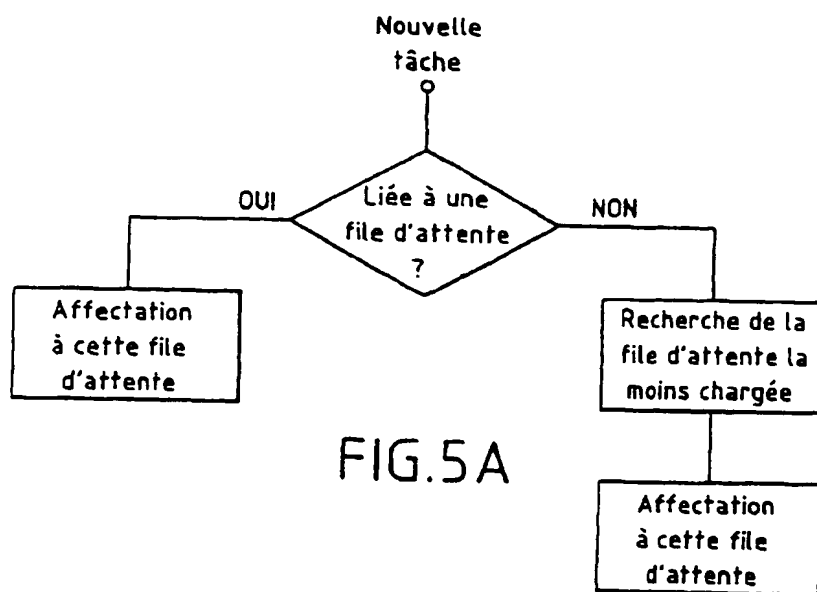 Nouvelle
tâche
Liée à une
file d'attente
?
OUI
NON
Affectation
à cette file
d'attente
Recherche de la
file d'attente la
moins chargée
Affectation
à cette file
d'attente
FIG.5A